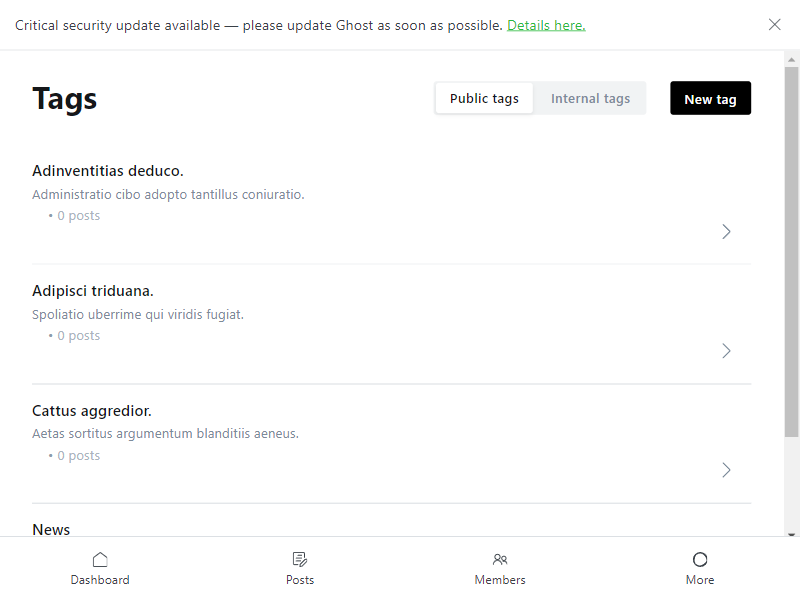 Critical security update available — please update Ghost as soon as possible. Details here.
Tags
Public tags
Internal tags
New tag
Adinventitias deduco.
Administratio cibo adopto tantillus coniuratio.
• 0 posts
Adipisci triduana.
Spoliatio uberrime qui viridis fugiat.
• 0 posts
Cattus aggredior.
Aetas sortitus argumentum blanditiis aeneus.
• 0 posts
News
Dashboard
Posts
Members
More